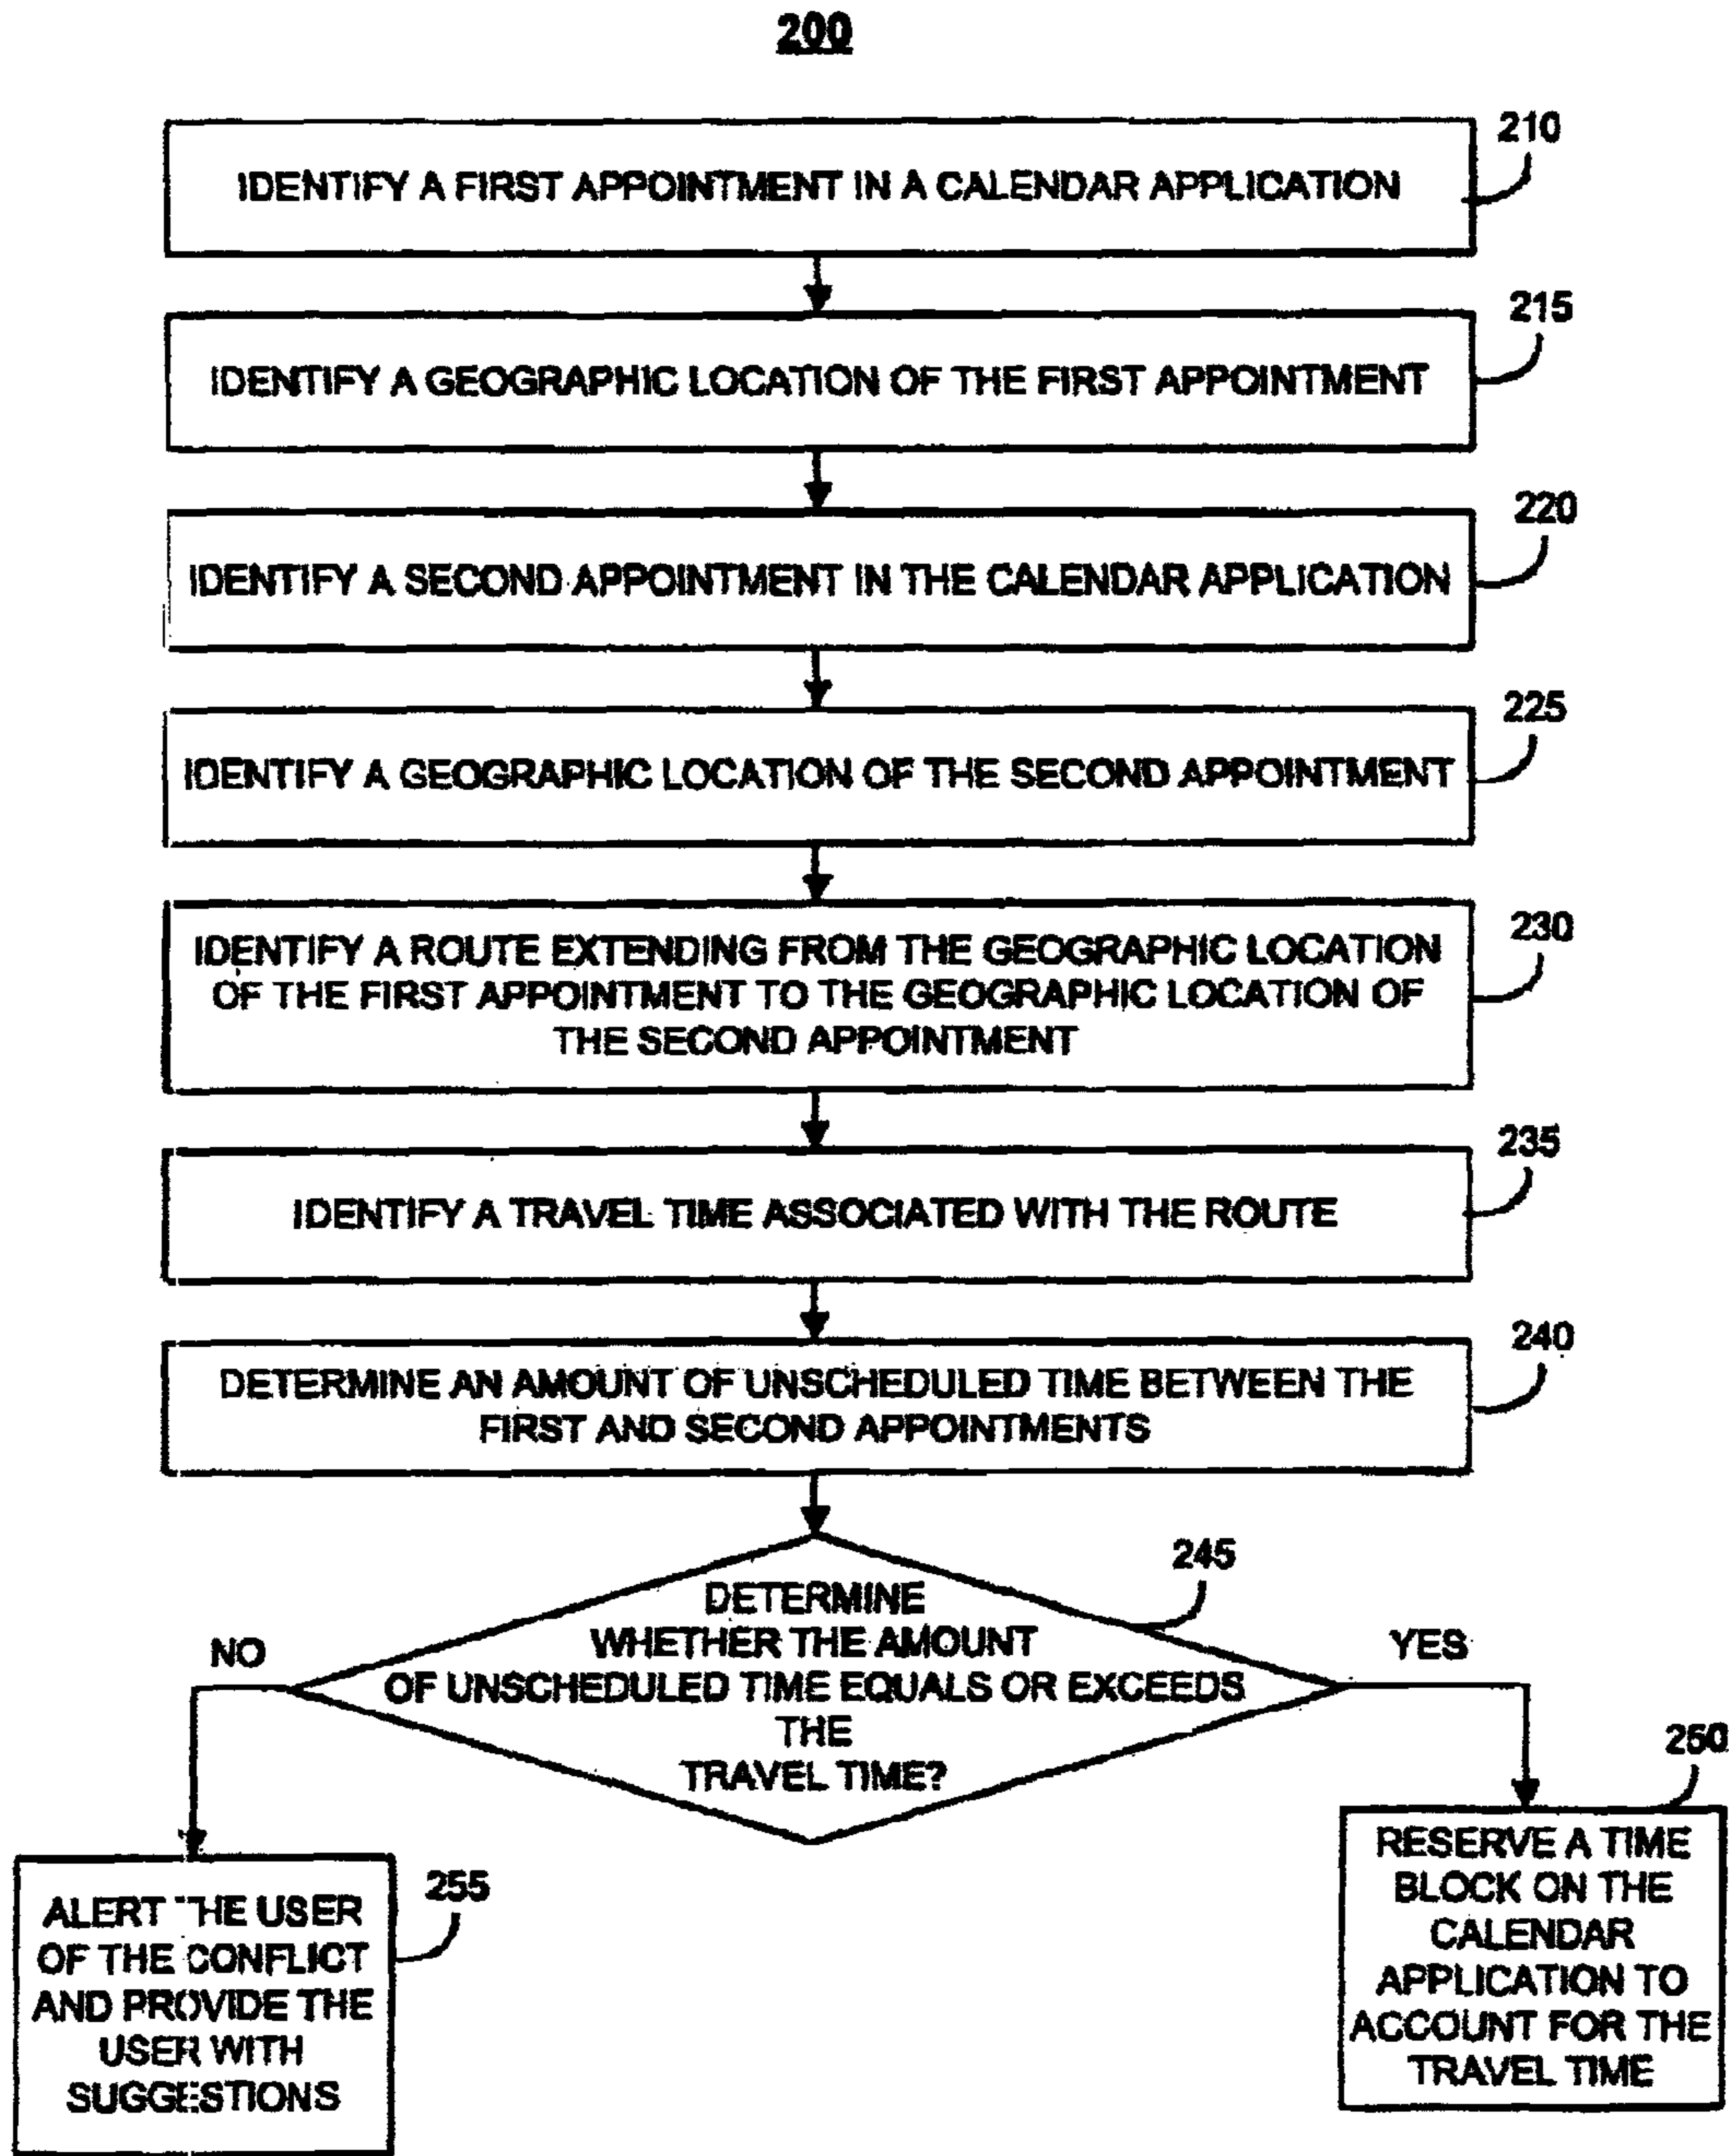 200
210
IDENTIFY A FIRST APPOINTMENT IN A CALENDAR APPLICATION
215
IDENTIFY A GEOGRAPHIC LOCATION OF THE FIRST APPOINTMENT
220
IDENTIFY A SECOND APPOINTMENT IN THE CALENDAR APPLICATION
225
IDENTIFY A GEOGRAPHIC LOCATION OF THE SECOND APPOINTMENT
230
IDENTIFY A ROUTE EXTENDING FROM THE GEOGRAPHIC LOCATION
OF THE FIRST APPOINTMENT TO THE GEOGRAPHIC LOCATION OF
THE SECOND APPOINTMENT
235
IDENTIFY A TRAVEL TIME ASSOCIATED WITH THE ROUTE
240
DETERMINE AN AMOUNT OF UNSCHEDULED TIME BETWEEN THE
FIRST AND SECOND APPOINTMENTS
245
DETERMINE
WHETHER THE AMOUNT
OF UNSCHEDULED TIME EQUALS OR EXCEEDS
THE
TRAVEL TIME?
NO
YES
255
ALERT THE USER
OF THE CONFLICT
AND PROVIDE THE
USER WITH
SUGGESTIONS
250
RESERVE A TIME
BLOCK ON THE
CALENDAR
APPLICATION TO
ACCOUNT FOR THE
TRAVEL TIME